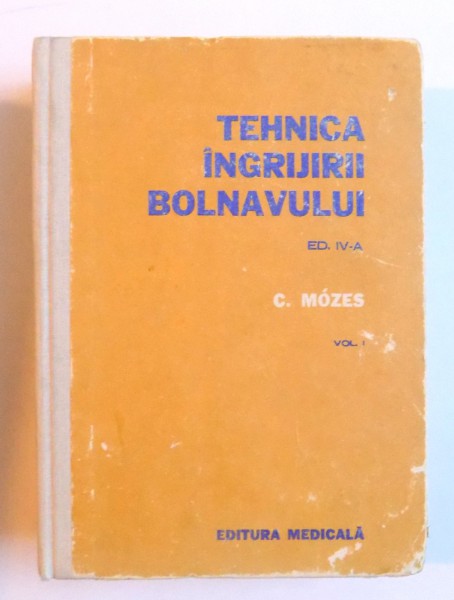 TEHNICA
ÎNGRIJIRII
BOLNAVULUI
ED. IV-A
C. MÓZES
VOL. I
EDITURA MEDICALĂ